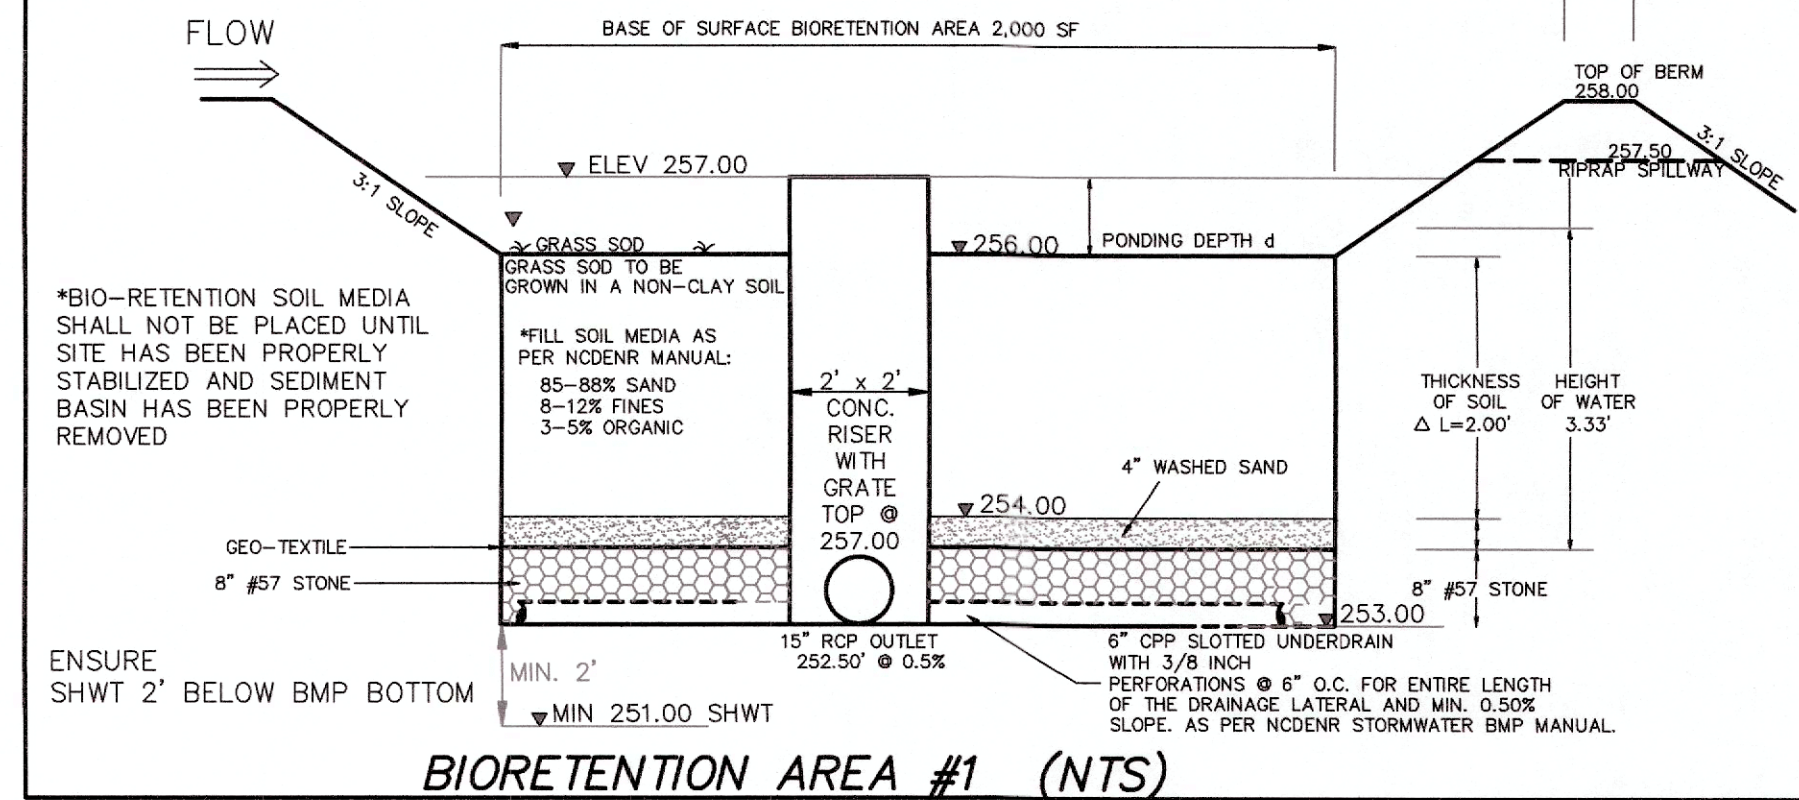 FLOW
BASE OF SURFACE BIORETENTION AREA 2,000 SF
TOP OF BERM
258.00
3:1 SLOPE
257.50
RIPRAP SPILLWAY
ELEV 257.00
3:1 SLOPE
GRASS SOD
256.00
PONDING DEPTH d
GRASS SOD TO BE
GROWN IN A NON-CLAY SOIL
*BIO-RETENTION SOIL MEDIA
SHALL NOT BE PLACED UNTIL
SITE HAS BEEN PROPERLY
STABILIZED AND SEDIMENT
BASIN HAS BEEN PROPERLY
REMOVED
*FILL SOIL MEDIA AS
PER NCDENR MANUAL:
85-88% SAND
8-12% FINES
3-5% ORGANIC
2' x 2'
CONC.
RISER
WITH
GRATE
TOP @
257.00
THICKNESS
OF SOIL
Δ L=2.00'
HEIGHT
OF WATER
3.33'
4" WASHED SAND
254.00
GEO-TEXTILE
8" #57 STONE
8" #57 STONE
253.00
15" RCP OUTLET
252.50' @ 0.5%
6" CPP SLOTTED UNDERDRAIN
WITH 3/8 INCH
PERFORATIONS @ 6" O.C. FOR ENTIRE LENGTH
OF THE DRAINAGE LATERAL AND MIN. 0.50%
SLOPE. AS PER NCDENR STORMWATER BMP MANUAL.
ENSURE
SHWT 2' BELOW BMP BOTTOM
MIN. 2'
MIN 251.00 SHWT
BIORETENTION AREA #1 (NTS)